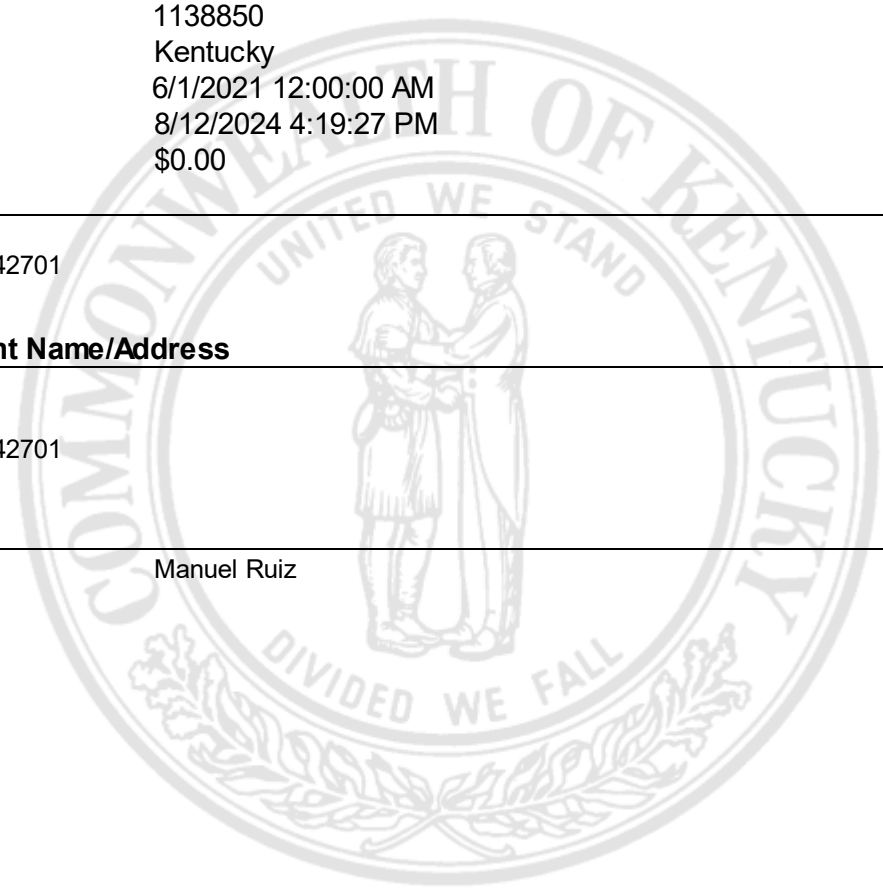 1138850
Kentucky
6/1/2021 12:00:00 AM
8/12/2024 4:19:27 PM
$0.00
42701
nt Name/Address
42701
Manuel Ruiz
COMMONWEALTH OF KENTUCKY
UNITED WE STAND
DIVIDED WE FALL